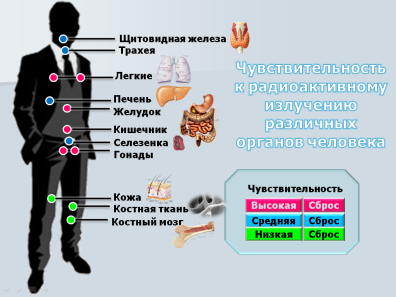 Щитовидная железа
Трахея
Легкие
Печень
Желудок
Кишечник
Селезенка
Гонады
Кожа
Костная ткань
Костный мозг
Чувствительность
к радиоактивному
излучению
различных
органов человека
Чувствительность
Высокая Сброс
Средняя Сброс
Низкая Сброс